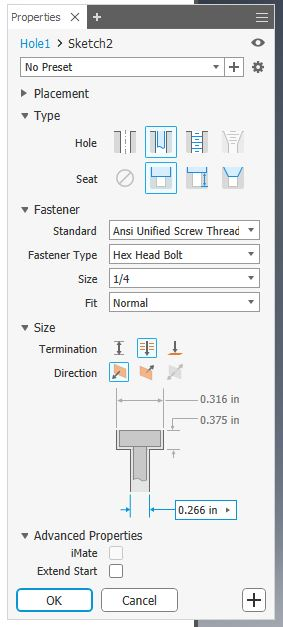 Properties × +
Hole1 > Sketch2
No Preset
Placement
Type
Hole
Seat
Fastener
Standard Ansi Unified Screw Thread
Fastener Type Hex Head Bolt
Size 1/4
Fit Normal
Size
Termination
Direction
0.316 in
0.375 in
0.266 in
Advanced Properties
iMate
Extend Start
OK Cancel